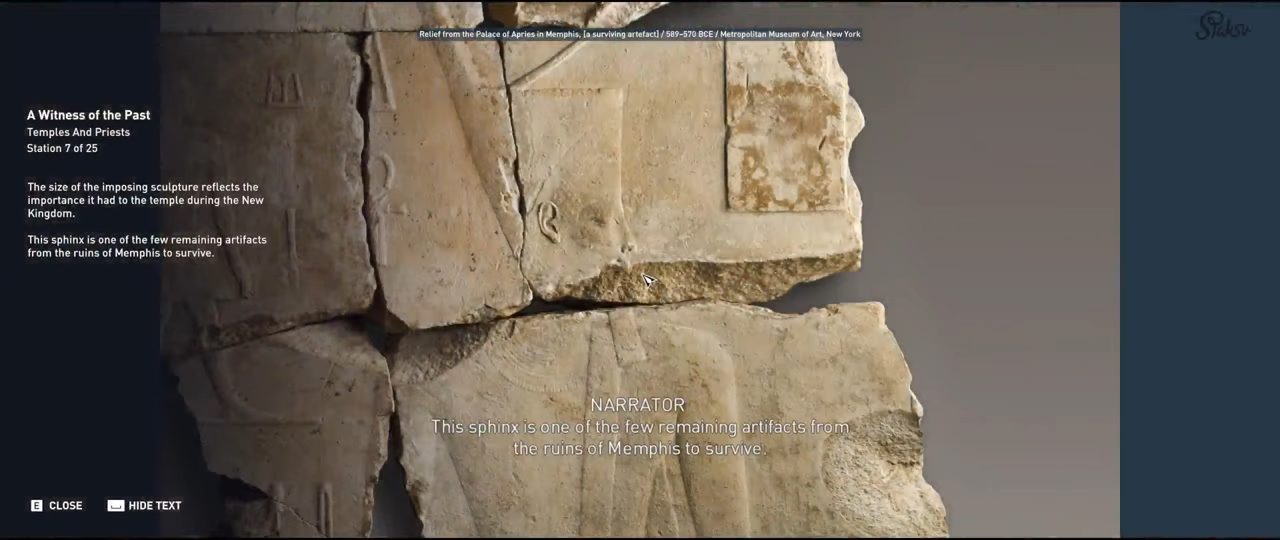 Relief from the Palace of Apries in Memphis, [a surviving artefact] / 589-570 BCE / Metropolitan Museum of Art, New York
A Witness of the Past
Temples And Priests
Station 7 of 25
The size of the imposing sculpture reflects the
importance it had to the temple during the New
Kingdom.
This sphinx is one of the few remaining artifacts
from the ruins of Memphis to survive.
NARRATOR
This sphinx is one of the few remaining artifacts from
the ruins of Memphis to survive.
E CLOSE
HIDE TEXT